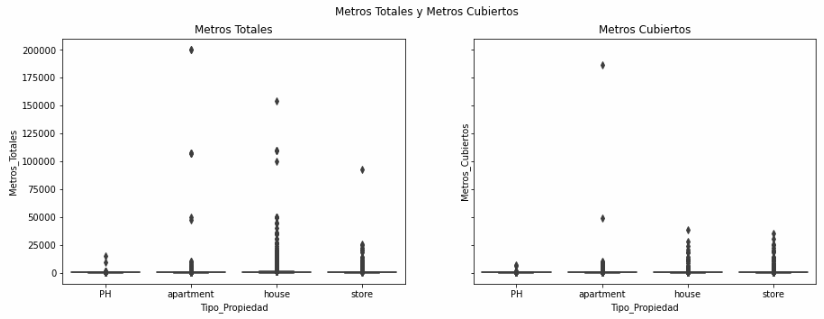 Metros Totales y Metros Cubiertos
Metros Totales
Metros_Totales
200000
175000
150000
125000
100000
75000
50000
25000
0
PH
apartment
house
store
Tipo_Propiedad
Metros Cubiertos
Metros_Cubiertos
PH
apartment
house
store
Tipo_Propiedad